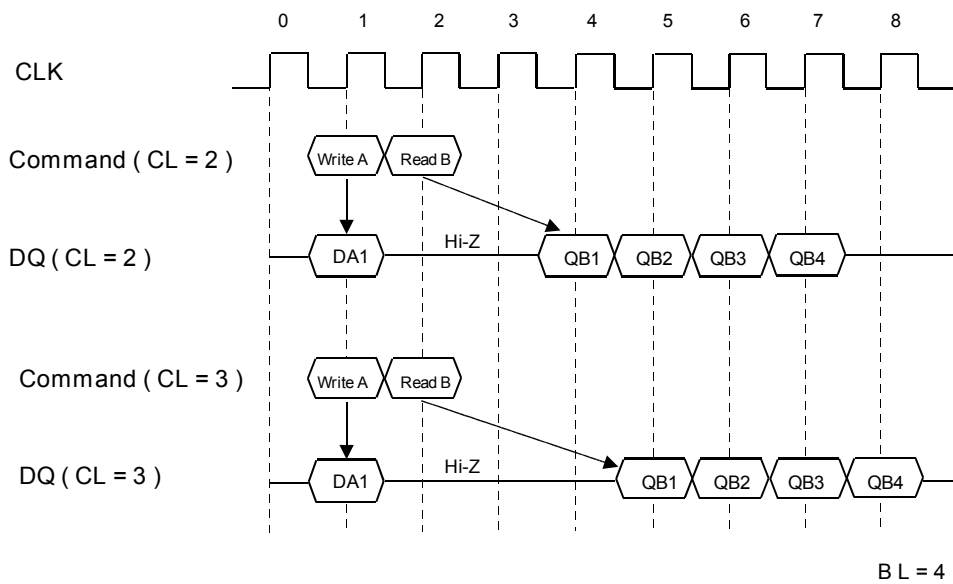 0 1 2 3 4 5 6 7 8
CLK
Command ( CL = 2 ) Write A Read B
DQ ( CL = 2 ) DA1 Hi-Z QB1 QB2 QB3 QB4
Command ( CL = 3 ) Write A Read B
DQ ( CL = 3 ) DA1 Hi-Z QB1 QB2 QB3 QB4
B L = 4